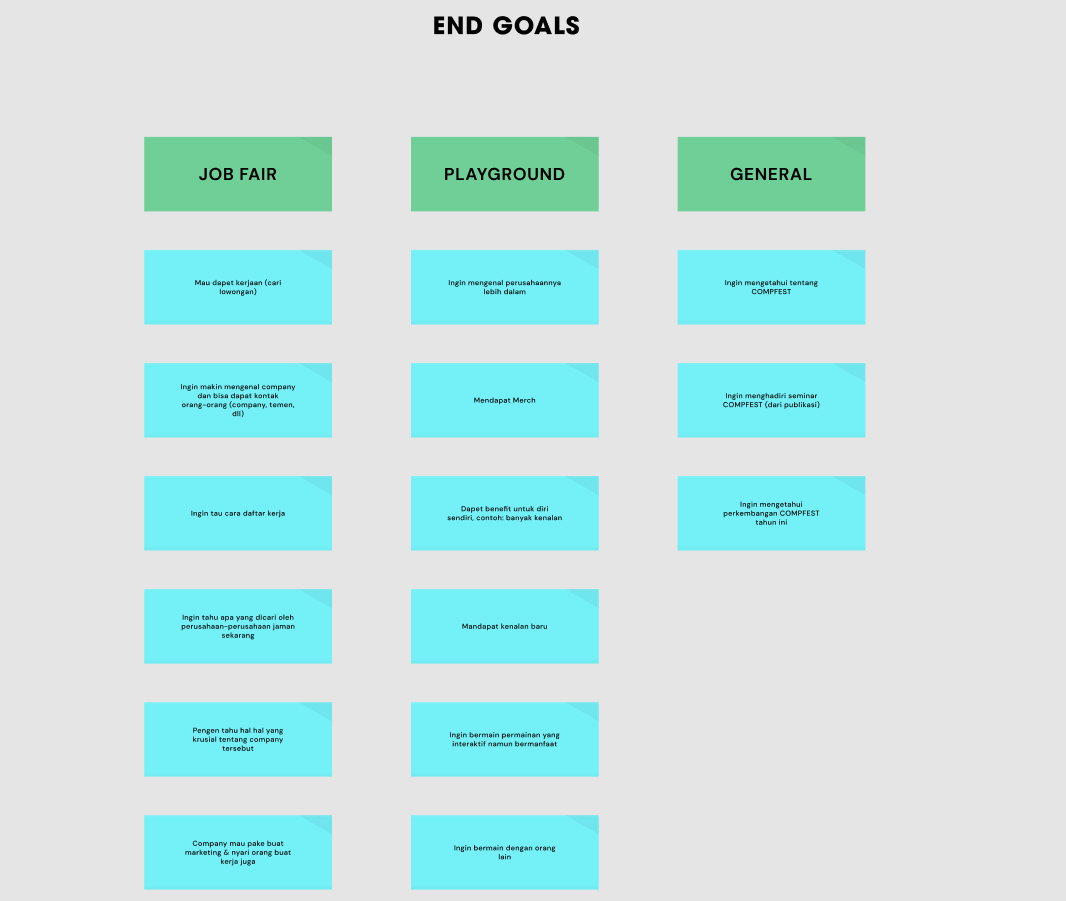 END GOALS
JOB FAIR
Mau dapet kerjaan (cari
lowongan)
Ingin makin mengenal company
dan bisa dapat kontak
orang-orang (company, temen,
dll)
Ingin tau cara daftar kerja
Ingin tahu apa yang dicari oleh
perusahaan-perusahaan jaman
sekarang
Pengen tahu hal hal yang
krusial tentang company
tersebut
Company mau pake buat
marketing & nyari orang buat
kerja juga
PLAYGROUND
Ingin mengenal perusahaannya
lebih dalam
Mendapat Merch
Dapet benefit untuk diri
sendiri, contoh: banyak kenalan
Mandapat kenalan baru
Ingin bermain permainan yang
interaktif namun bermanfaat
Ingin bermain dengan orang
lain
GENERAL
Ingin mengetahui tentang
COMPFEST
Ingin menghadiri seminar
COMPFEST (dari publikasi)
Ingin mengetahui
perkembangan COMPFEST
tahun ini